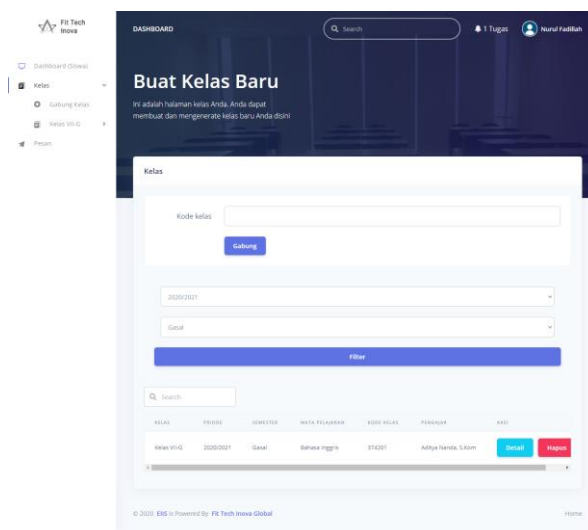 Fit Tech
Inova
DASHBOARD
Search
1 Tugas
Nurul Fadillah
Dashboard (Siswa)
Kelas
Gabung Kelas
Kelas VII-G
Pesan
Buat Kelas Baru
Ini adalah halaman kelas Anda. Anda dapat
membuat dan mengenerate kelas baru Anda disini
Kelas
Kode kelas
Gabung
2020/2021
Gasal
Filter
Search
KELAS PRIODE SEMESTER MATA PELAJARAN KODE KELAS PENGAJAR AKSI
Kelas VII-G 2020/2021 Gasal Bahasa Inggris 374201 Aditya Nanda, S.Kom Detail Hapus
© 2020 EIIS is Powered By Fit Tech Inova Global
Home